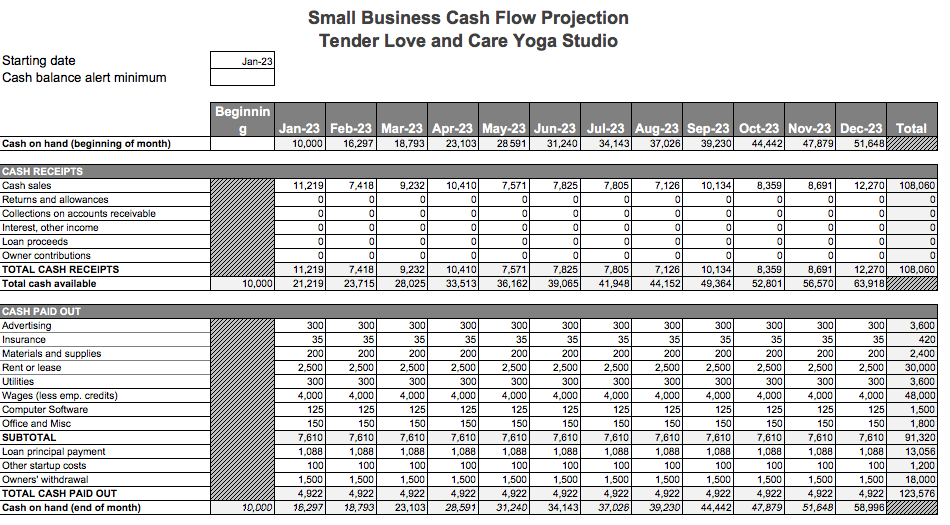 Small Business Cash Flow Projection
Tender Love and Care Yoga Studio
Starting date Jan-23
Cash balance alert minimum
Beginnin
g Jan-23 Feb-23 Mar-23 Apr-23 May-23 Jun-23 Jul-23 Aug-23 Sep-23 Oct-23 Nov-23 Dec-23 Total
Cash on hand (beginning of month) 10,000 16,297 18,793 23,103 28 591 31,240 34,143 37,026 39,230 44,442 47,879 51,648
CASH RECEIPTS
Cash sales 11,219 7,418 9,232 10,410 7,571 7,825 7,805 7,126 10,134 8,359 8,691 12,270 108,060
Returns and allowances 0 0 0 0 0 0 0 0 0 0 0 0 0
Collections on accounts receivable 0 0 0 0 0 0 0 0 0 0 0 0 0
Interest, other income 0 0 0 0 0 0 0 0 0 0 0 0 0
Loan proceeds 0 0 0 0 0 0 0 0 0 0 0 0 0
Owner contributions 0 0 0 0 0 0 0 0 0 0 0 0 0
TOTAL CASH RECEIPTS 11,219 7,418 9,232 10,410 7,571 7,825 7,805 7,126 10,134 8,359 8,691 12,270 108,060
Total cash available 10,000 21,219 23,715 28,025 33,513 36,162 39,065 41,948 44,152 49,364 52,801 56,570 63,918
CASH PAID OUT
Advertising 300 300 300 300 300 300 300 300 300 300 300 300 3,600
Insurance 35 35 35 35 35 35 35 35 35 35 35 35 420
Materials and supplies 200 200 200 200 200 200 200 200 200 200 200 200 2,400
Rent or lease 2,500 2,500 2,500 2,500 2,500 2,500 2,500 2,500 2,500 2,500 2,500 2,500 30,000
Utilities 300 300 300 300 300 300 300 300 300 300 300 300 3,600
Wages (less emp. credits) 4,000 4,000 4,000 4,000 4,000 4,000 4,000 4,000 4,000 4,000 4,000 4,000 48,000
Computer Software 125 125 125 125 125 125 125 125 125 125 125 125 1,500
Office and Misc 150 150 150 150 150 150 150 150 150 150 150 150 1,800
SUBTOTAL 7,610 7,610 7,610 7,610 7,610 7,610 7,610 7,610 7,610 7,610 7,610 7,610 91,320
Loan principal payment 1,088 1,088 1,088 1,088 1,088 1,088 1,088 1,088 1,088 1,088 1,088 1,088 13,056
Other startup costs 100 100 100 100 100 100 100 100 100 100 100 100 1,200
Owners' withdrawal 1,500 1,500 1,500 1,500 1,500 1,500 1,500 1,500 1,500 1,500 1,500 1,500 18,000
TOTAL CASH PAID OUT 4,922 4,922 4,922 4,922 4,922 4,922 4,922 4,922 4,922 4,922 4,922 4,922 123,576
Cash on hand (end of month) 10,000 16,297 18,793 23,103 28,591 31,240 34,143 37,026 39,230 44,442 47,879 51,648 58,996